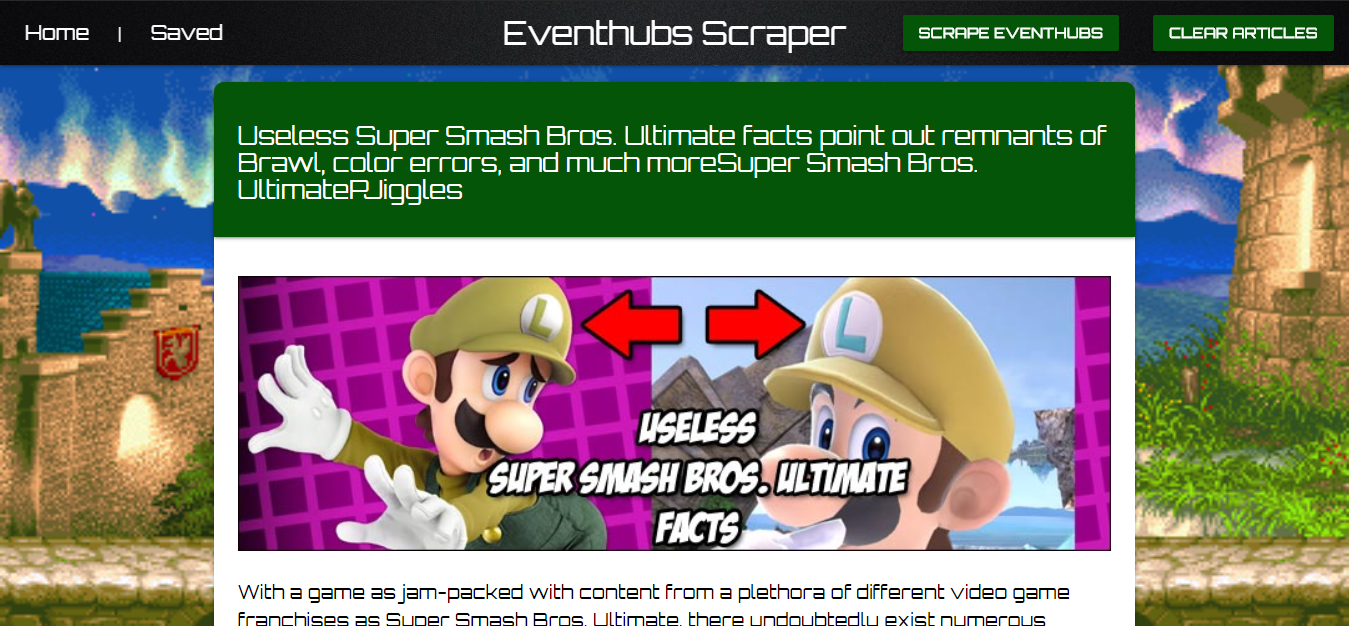 Home | Saved
Eventhubs Scraper
SCRAPE EVENTHUBS
CLEAR ARTICLES
Useless Super Smash Bros. Ultimate facts point out remnants of
Brawl, color errors, and much moreSuper Smash Bros.
UltimatePJiggles
L
L
USELESS
SUPER SMASH BROS. ULTIMATE
FACTS
With a game as jam-packed with content from a plethora of different video game
franchises as Super Smash Bros. Ultimate, there undoubtedly exist numerous